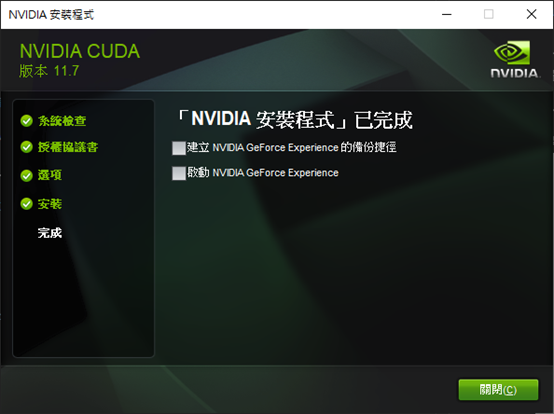 NVIDIA 安裝程式
NVIDIA CUDA
版本 11.7
NVIDIA
系統檢查
授權協議書
選項
安裝
完成
「NVIDIA 安裝程式」已完成
建立 NVIDIA GeForce Experience 的備份捷徑
啟動 NVIDIA GeForce Experience
關閉(C)